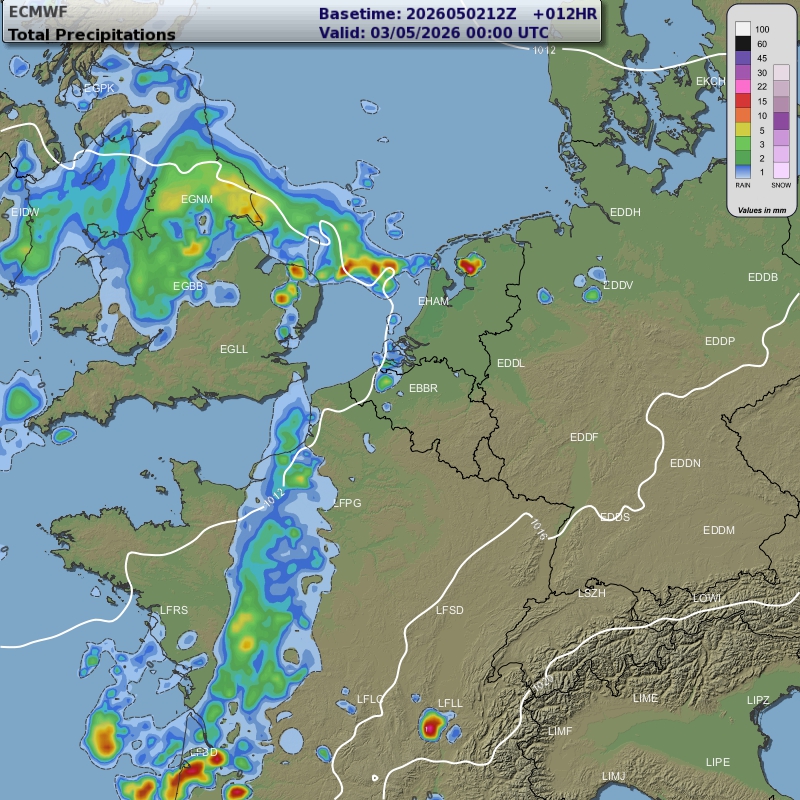 ECMWF
Basetime: 2026050212Z +012HR
Total Precipitations
Valid: 03/05/2026 00:00 UTC
1012
100
60
45
30
22
15
10
5
3
2
1
RAIN
SNOW
Values in mm
EKCH
EGPK
EGNM
EIDW
EDDH
EDDB
EGBB
EDDV
EHAM
EDDP
EGLL
EDDL
EBBR
EDDF
EDDN
1012
LFPG
EDDS
1016
EDDM
LSZH
LOWI
LFRS
LFSD
1020
LIME
LIPZ
LFLC
LFLL
LIMF
LFBD
LIPE
LIMJ